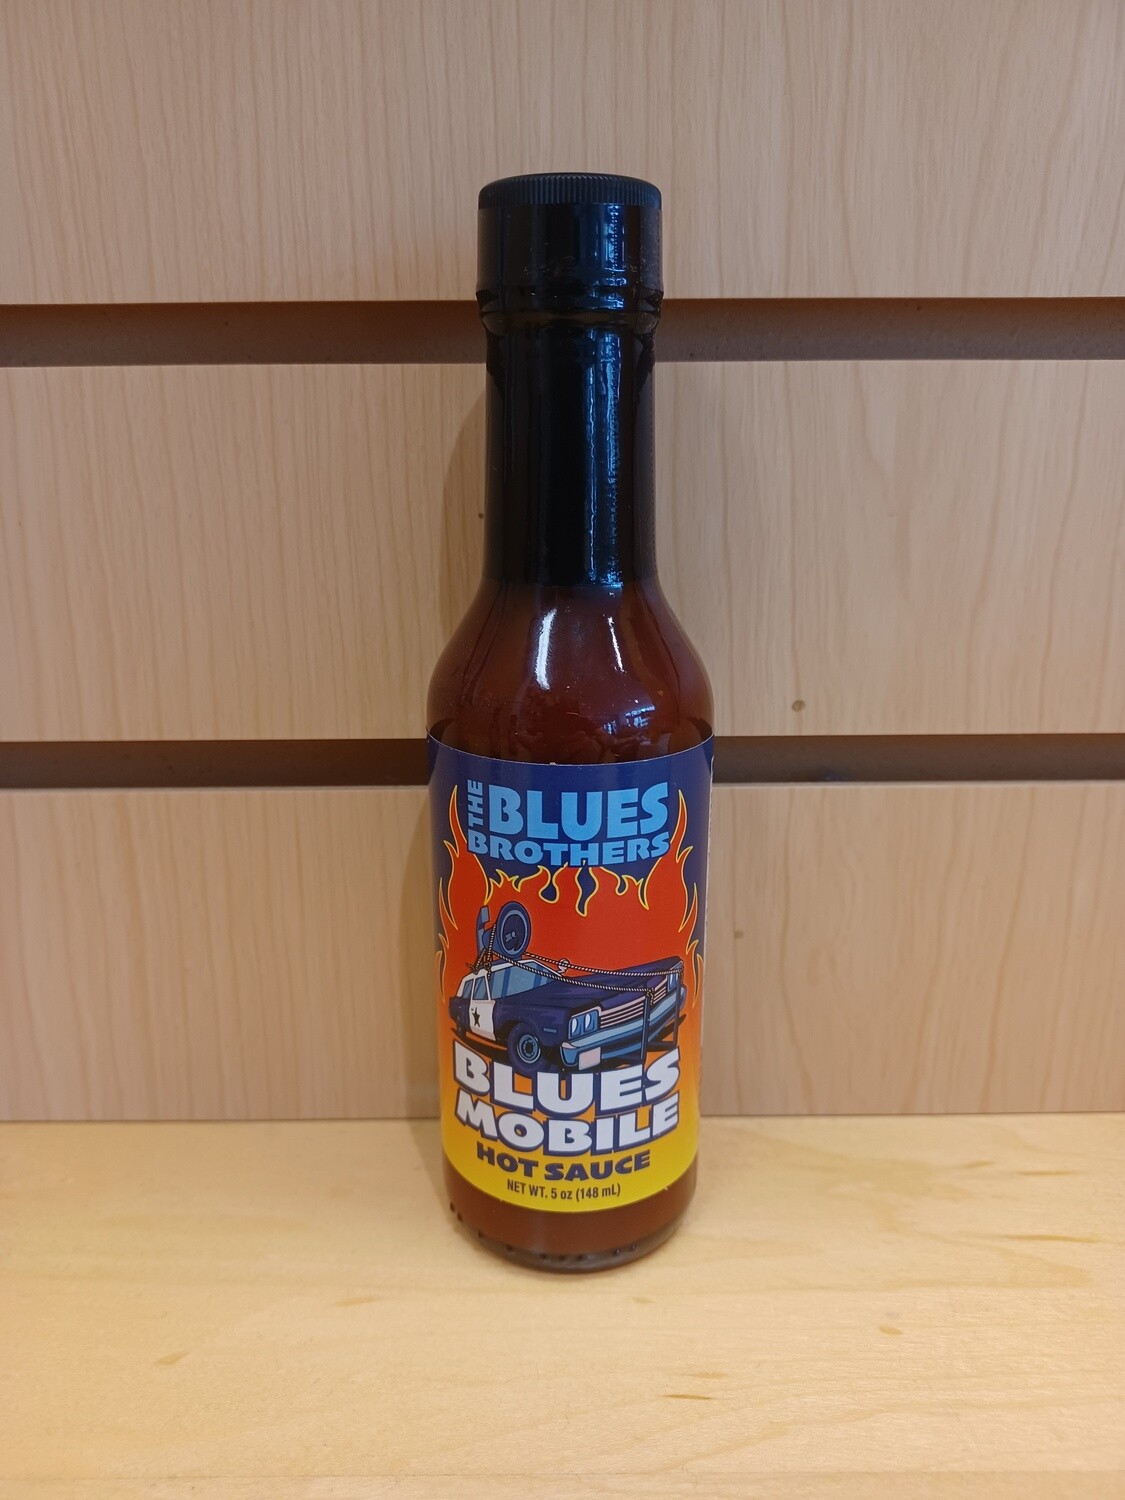 THE BLUES
BROTHERS
BLUES
MOBILE
HOT SAUCE
NET WT. 5 oz (148 mL)